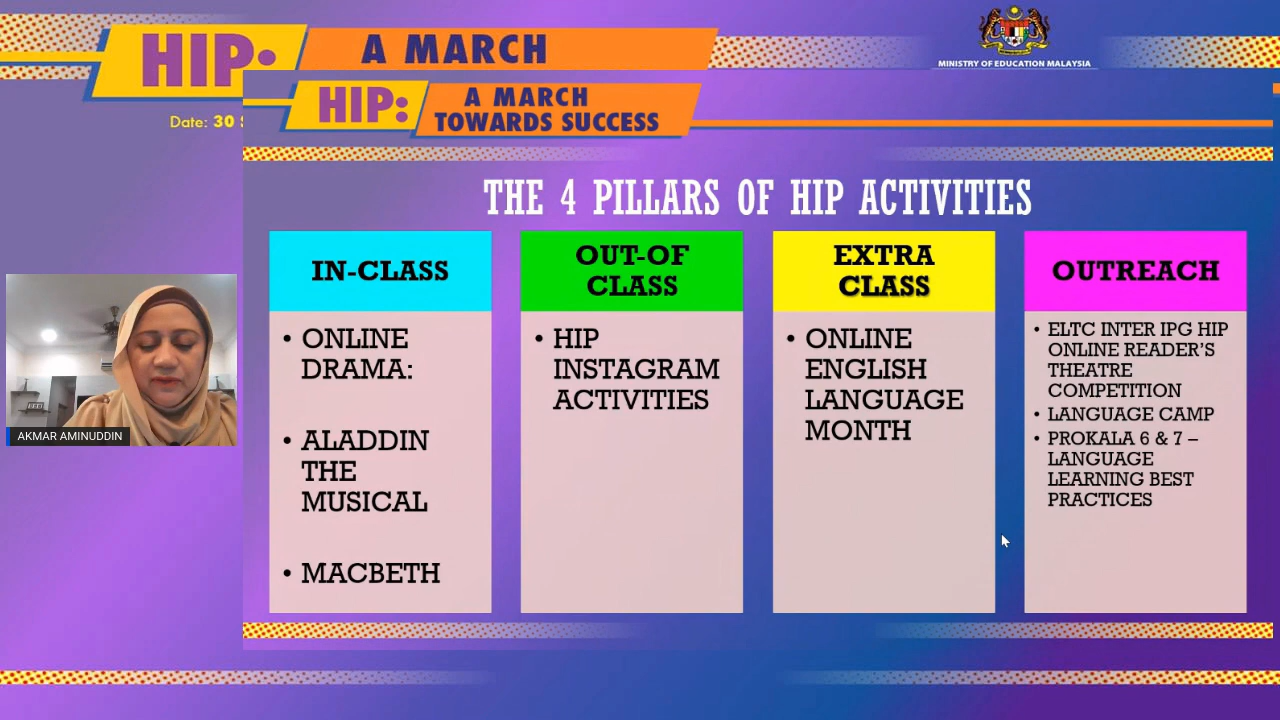 HIP:
A MARCH
MINISTRY OF EDUCATION MALAYSIA
Date: 30
HIP:
A MARCH
TOWARDS SUCCESS
THE 4 PILLARS OF HIP ACTIVITIES
IN-CLASS
• ONLINE
DRAMA:
• ALADDIN
THE
MUSICAL
• MACBETH
OUT-OF
CLASS
• HIP
INSTAGRAM
ACTIVITIES
EXTRA
CLASS
• ONLINE
ENGLISH
LANGUAGE
MONTH
OUTREACH
• ELTC INTER IPG HIP
ONLINE READER’S
THEATRE
COMPETITION
• LANGUAGE CAMP
• PROKALA 6 & 7 –
LANGUAGE
LEARNING BEST
PRACTICES
AKMAR AMINUDDIN